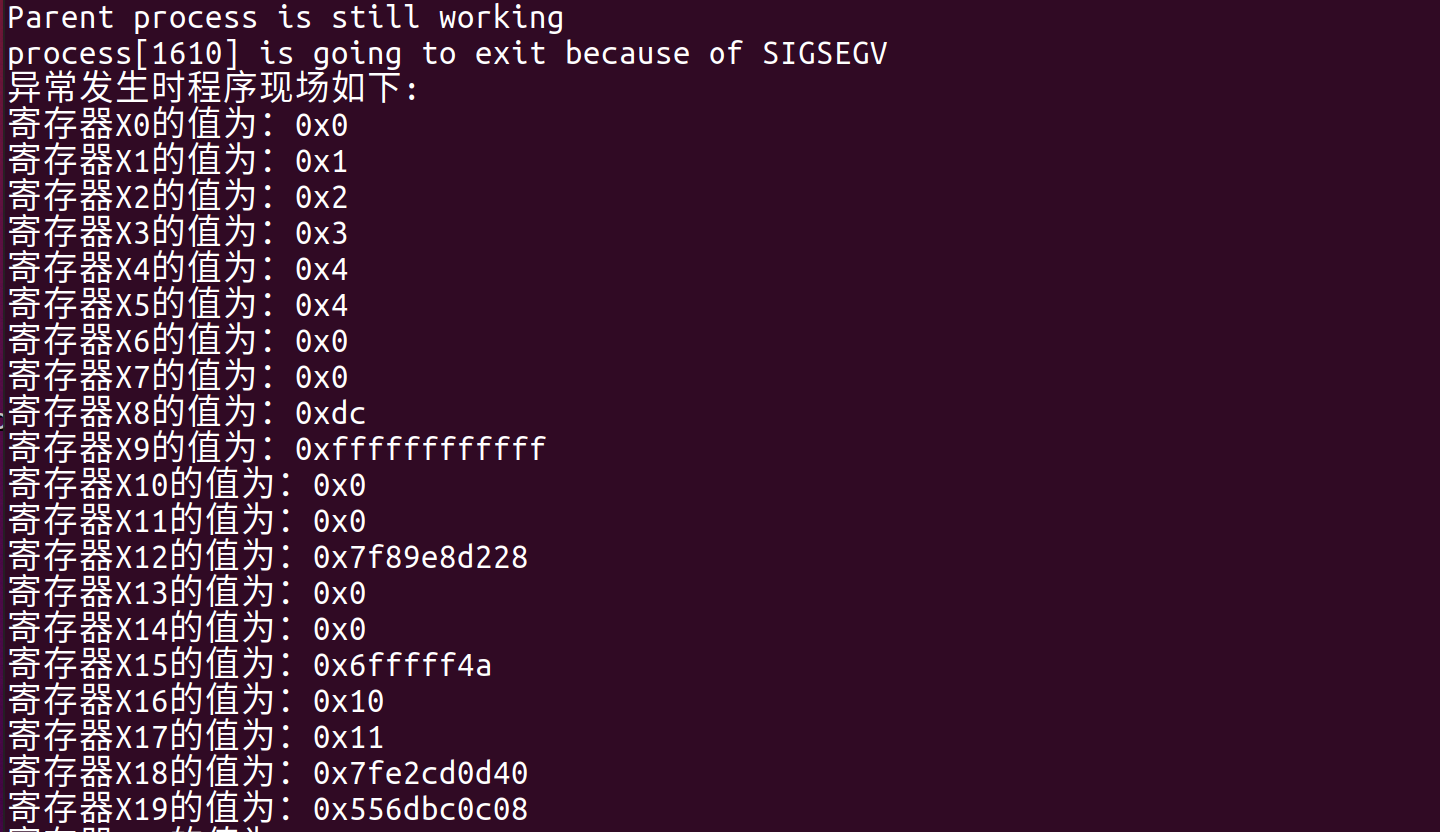 Parent process is still working
process[1610] is going to exit because of SIGSEGV
异常发生时程序现场如下:
寄存器X0的值为: 0x0
寄存器X1的值为: 0x1
寄存器X2的值为: 0x2
寄存器X3的值为: 0x3
寄存器X4的值为: 0x4
寄存器X5的值为: 0x4
寄存器X6的值为: 0x0
寄存器X7的值为: 0x0
寄存器X8的值为: 0xdc
寄存器X9的值为: 0xffffffffffff
寄存器X10的值为: 0x0
寄存器X11的值为: 0x0
寄存器X12的值为: 0x7f89e8d228
寄存器X13的值为: 0x0
寄存器X14的值为: 0x0
寄存器X15的值为: 0x6fffff4a
寄存器X16的值为: 0x10
寄存器X17的值为: 0x11
寄存器X18的值为: 0x7fe2cd0d40
寄存器X19的值为: 0x556dbc0c08